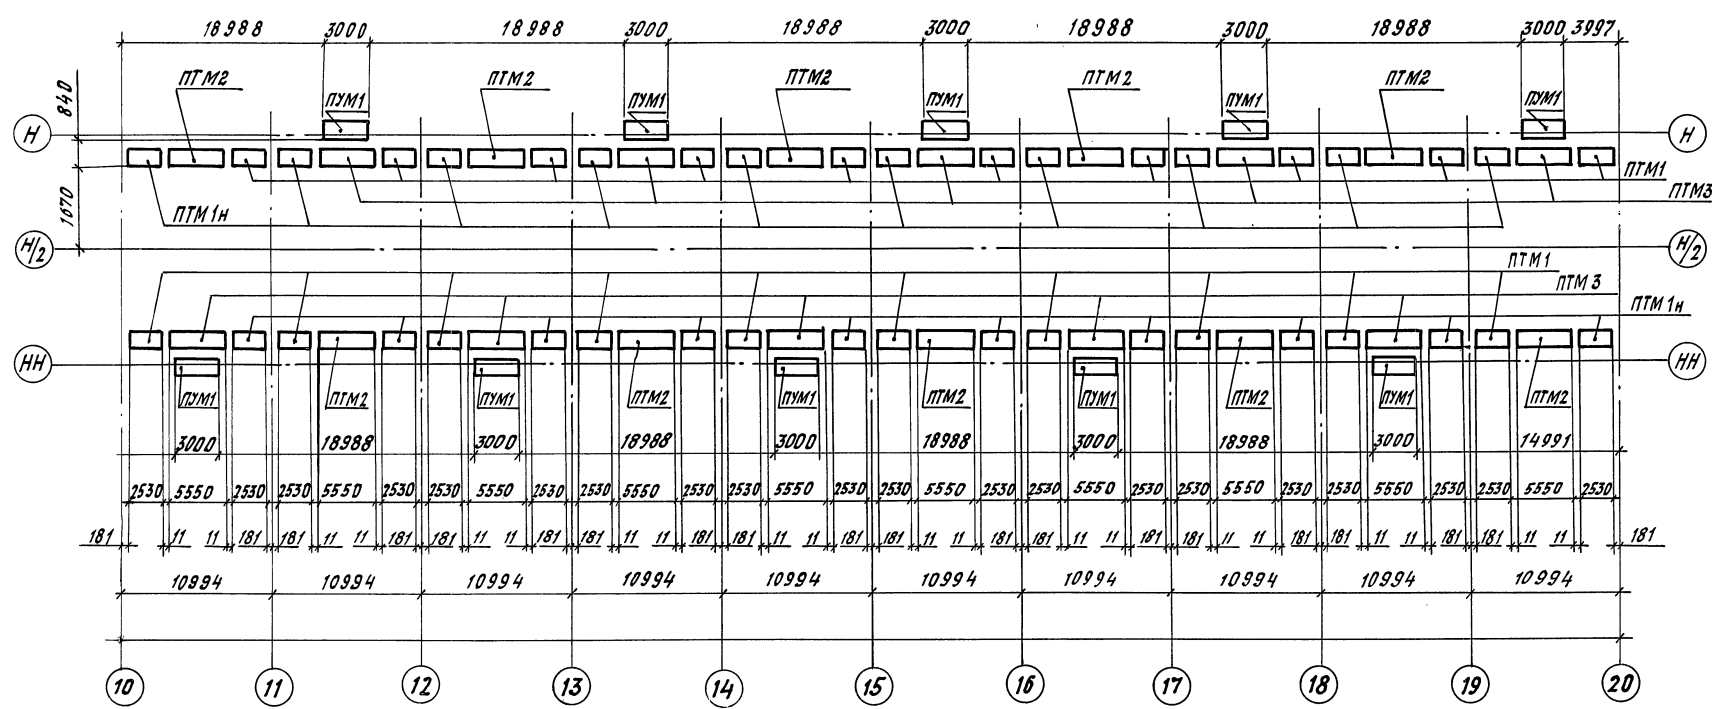 18988 3000 18988 3000 18988 3000 18988 3000 18988 3000 3997
840 ПТМ2 ПТМ2 ПТМ2 ПТМ2 ПТМ2
ПУМ1 ПУМ1 ПУМ1 ПУМ1 ПУМ1
Н Н
ПТМ1
ПТМ3
1670 ПТМ1н
Н/2 Н/2
ПТМ1
ПТМ3
ПТМ1н
НН НН
ПУМ1 ПТМ2 ПУМ1 ПТМ2 ПУМ1 ПТМ2 ПУМ1 ПТМ2 ПУМ1 ПТМ2
3000 18988 3000 18988 3000 18988 3000 18988 3000 14991
2530 5550 2530 2530 5550 2530 2530 5550 2530 2530 5550 2530 2530 5550 2530 2530 5550 2530 2530 5550 2530 2530 5550 2530 2530 5550 2530 2530 5550 2530
181 11 11 181 181 11 11 181 181 11 11 181 181 11 11 181 181 11 11 181 181 11 11 181 181 11 11 181 181 11 11 181 181 11 11 181 181 11 11 181
10994 10994 10994 10994 10994 10994 10994 10994 10994 10994
10 11 12 13 14 15 16 17 18 19 20